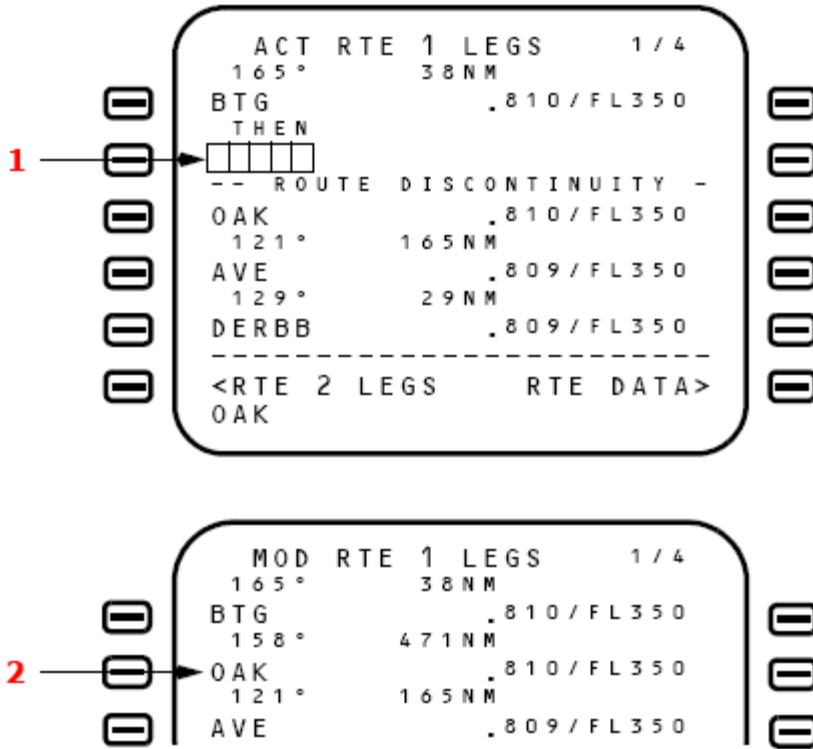 ACT RTE 1 LEGS 1/4
165° 38NM
BTG .810/FL350
THEN
1
-- ROUTE DISCONTINUITY -
OAK .810/FL350
121° 165NM
AVE .809/FL350
129° 29NM
DERBB .809/FL350
------------------------
<RTE 2 LEGS RTE DATA>
OAK
MOD RTE 1 LEGS 1/4
165° 38NM
BTG .810/FL350
158° 471NM
2 OAK .810/FL350
121° 165NM
AVE .809/FL350